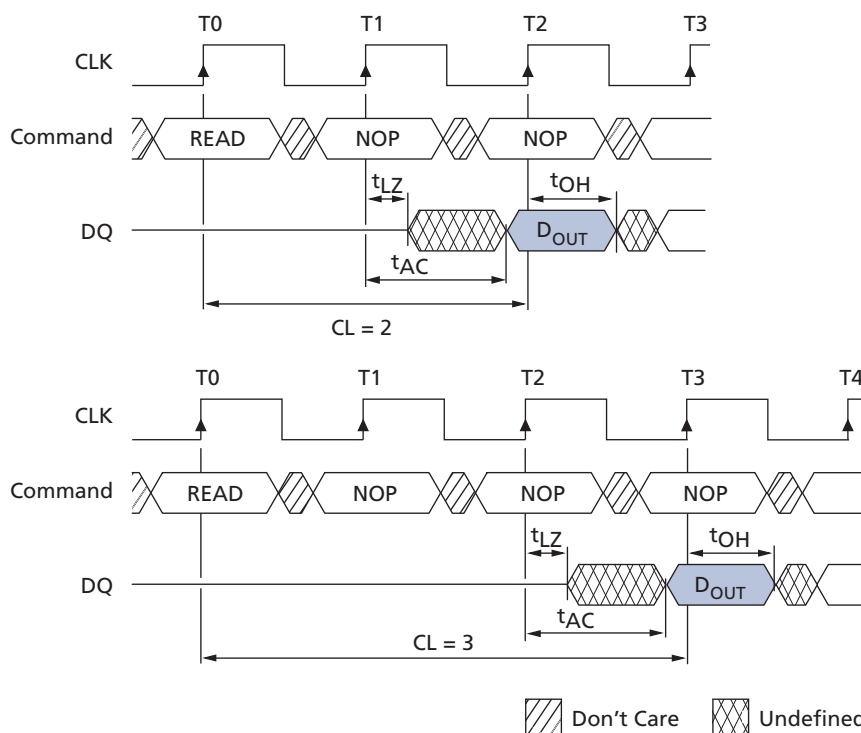 T0 T1 T2 T3
CLK
Command READ NOP NOP
tLZ tOH
DQ DOUT
tAC
CL = 2
T0 T1 T2 T3 T4
CLK
Command READ NOP NOP NOP
tLZ tOH
DQ DOUT
tAC
CL = 3
Don't Care Undefined